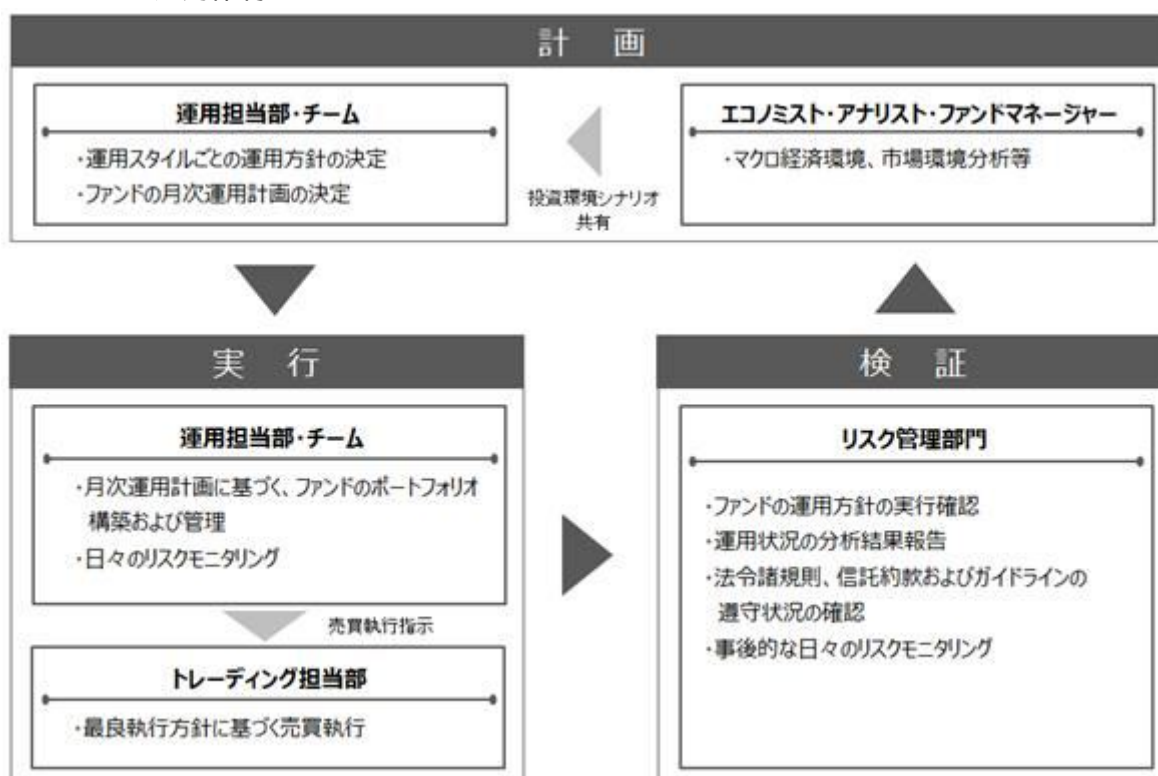 計 画
運用担当部・チーム
・運用スタイルごとの運用方針の決定
・ファンドの月次運用計画の決定
投資環境シナリオ
共有
エコノミスト・アナリスト・ファンドマネージャー
・マクロ経済環境、市場環境分析等
実 行
運用担当部・チーム
・月次運用計画に基づく、ファンドのポートフォリオ
構築および管理
・日々のリスクモニタリング
売買執行指示
トレーディング担当部
・最良執行方針に基づく売買執行
検 証
リスク管理部門
・ファンドの運用方針の実行確認
・運用状況の分析結果報告
・法令諸規則、信託約款およびガイドラインの
遵守状況の確認
・事後的な日々のリスクモニタリング